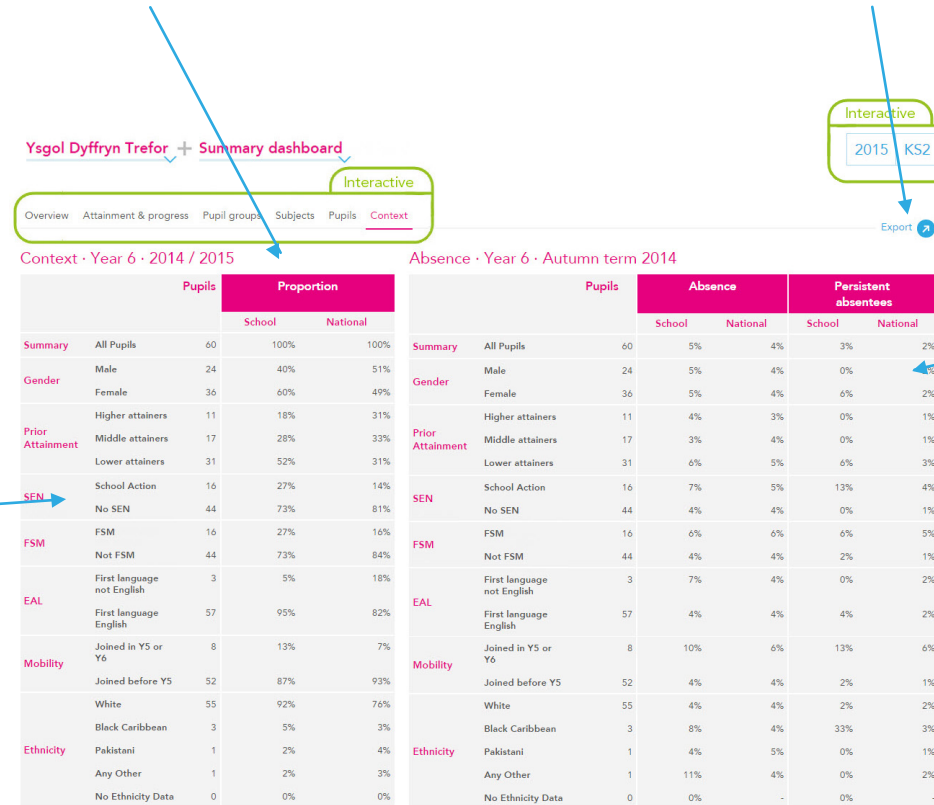 Interactive
Ysgol Dyffryn Trefor + Summary dashboard
2015 KS2
Interactive
Overview Attainment & progress Pupil groups Subjects Pupils Context
Export
Context · Year 6 · 2014 / 2015
Pupils Proportion
School National
Summary All Pupils 60 100% 100%
Gender
Male 24 40% 51%
Female 36 60% 49%
Prior Attainment
Higher attainers 11 18% 31%
Middle attainers 17 28% 33%
Lower attainers 31 52% 31%
SEN
School Action 16 27% 14%
No SEN 44 73% 81%
FSM
FSM 16 27% 16%
Not FSM 44 73% 84%
EAL
First language not English 3 5% 18%
First language English 57 95% 82%
Mobility
Joined in Y5 or Y6 8 13% 7%
Joined before Y5 52 87% 93%
Ethnicity
White 55 92% 76%
Black Caribbean 3 5% 3%
Pakistani 1 2% 4%
Any Other 1 2% 3%
No Ethnicity Data 0 0% 0%
Absence · Year 6 · Autumn term 2014
Pupils Absence Persistent absentees
School National School National
Summary All Pupils 60 5% 4% 3% 2%
Gender
Male 24 5% 4% 0%
Female 36 5% 4% 6% 2%
Prior Attainment
Higher attainers 11 4% 3% 0% 1%
Middle attainers 17 3% 4% 0% 1%
Lower attainers 31 6% 5% 6% 3%
SEN
School Action 16 7% 5% 13% 4%
No SEN 44 4% 4% 0% 1%
FSM
FSM 16 6% 6% 6% 5%
Not FSM 44 4% 4% 2% 1%
EAL
First language not English 3 7% 4% 0% 2%
First language English 57 4% 4% 4% 2%
Mobility
Joined in Y5 or Y6 8 10% 6% 13% 6%
Joined before Y5 52 4% 4% 2% 1%
Ethnicity
White 55 4% 4% 2% 2%
Black Caribbean 3 8% 4% 33% 3%
Pakistani 1 4% 5% 0% 1%
Any Other 1 11% 4% 0% 2%
No Ethnicity Data 0 0% - 0% -